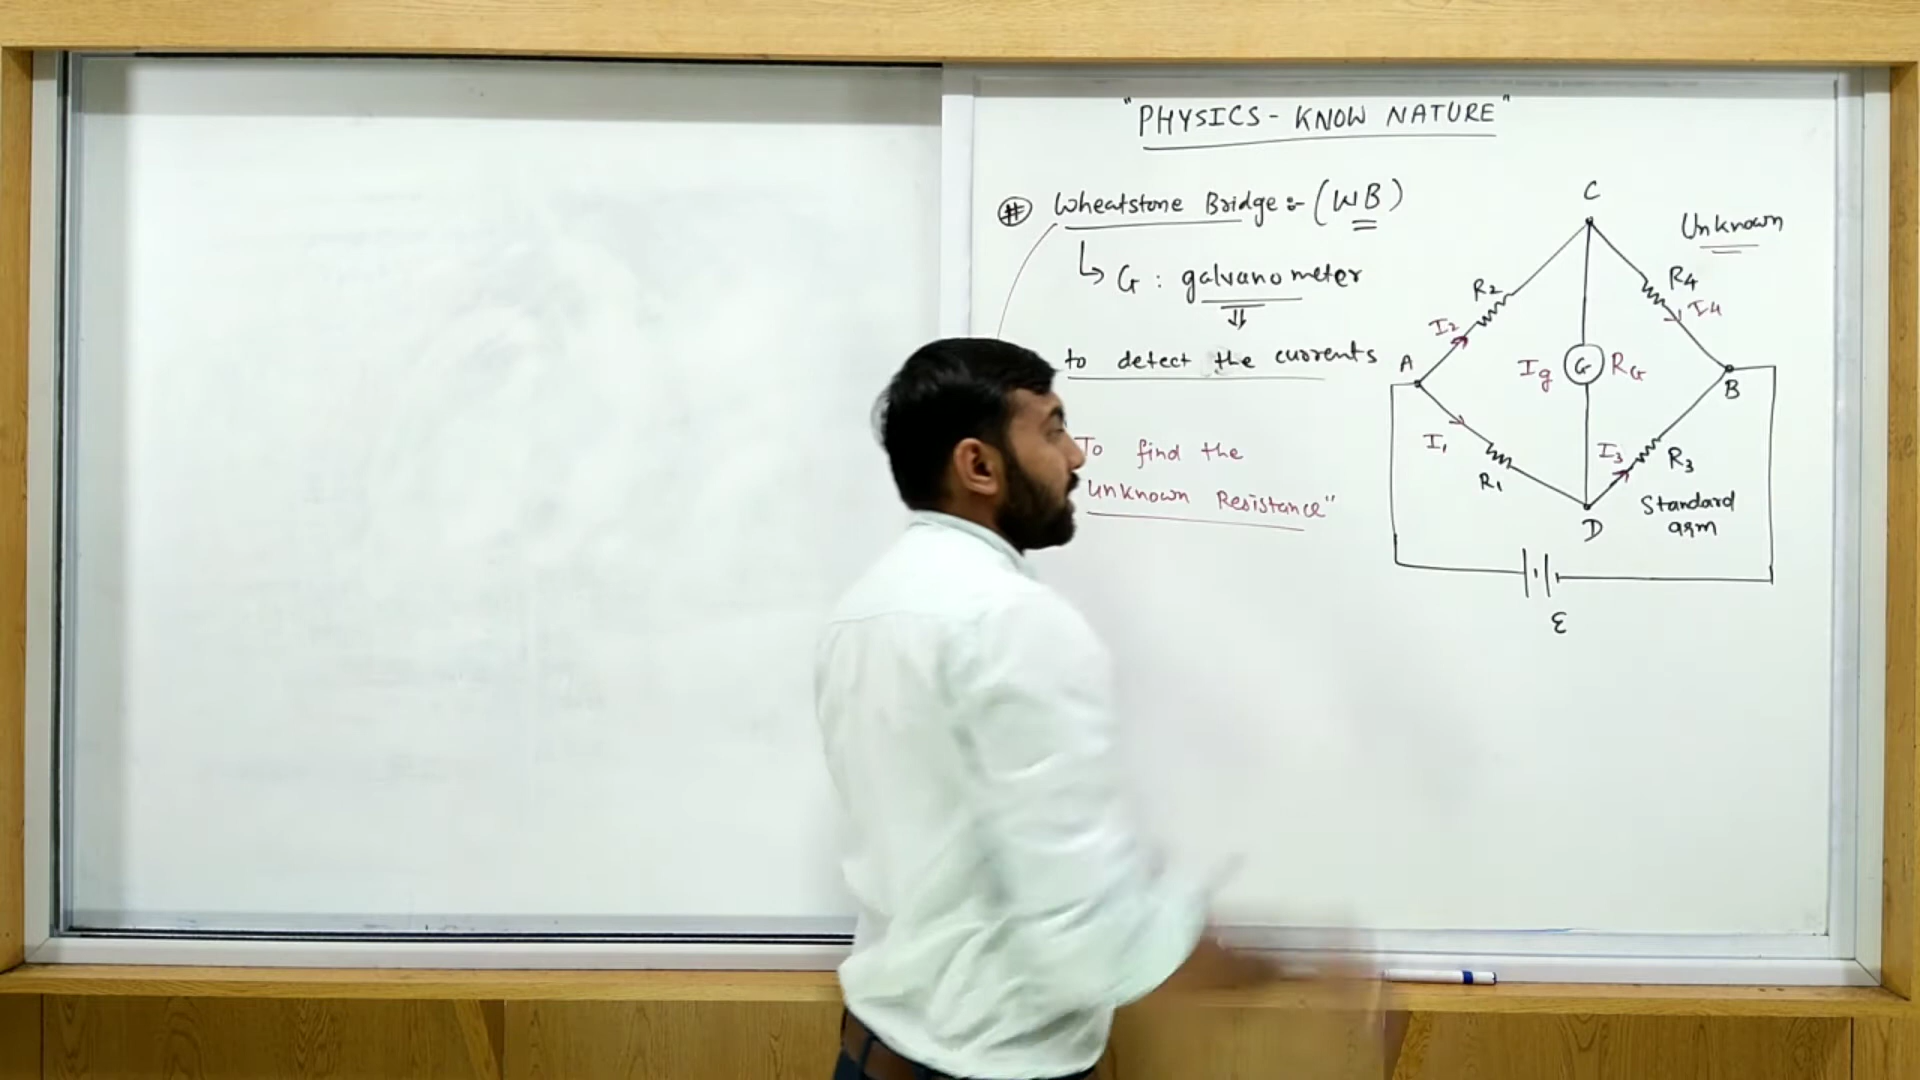 "PHYSICS - KNOW NATURE"
# Wheatstone Bridge :- (WB)
↳ G : galvanometer
⇓
to detect the currents
To find the
Unknown Resistance"
C
Unknown
R2
R4
I2
I4
A
Ig
G
RG
B
I1
I3
R3
R1
Standard
arm
D
ε